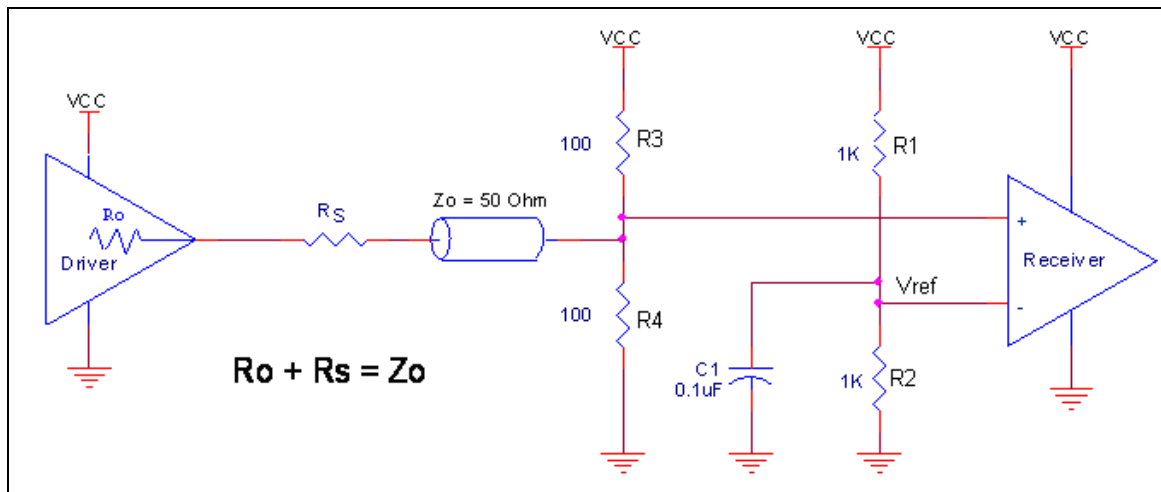 VCC
VCC
VCC
VCC
R3
100
R1
1K
Zo = 50 Ohm
Ro
RS
+
Driver
Receiver
Vref
-
100
R4
Ro + Rs = Zo
C1
0.1uF
1K
R2